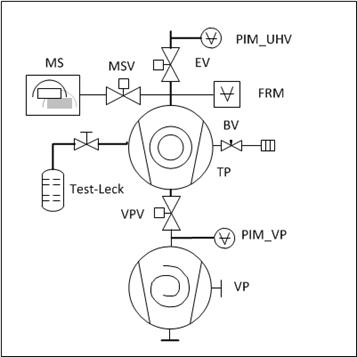 PIM_UHV
MS
MSV
EV
FRM
BV
TP
Test-Leck
VPV
PIM_VP
VP